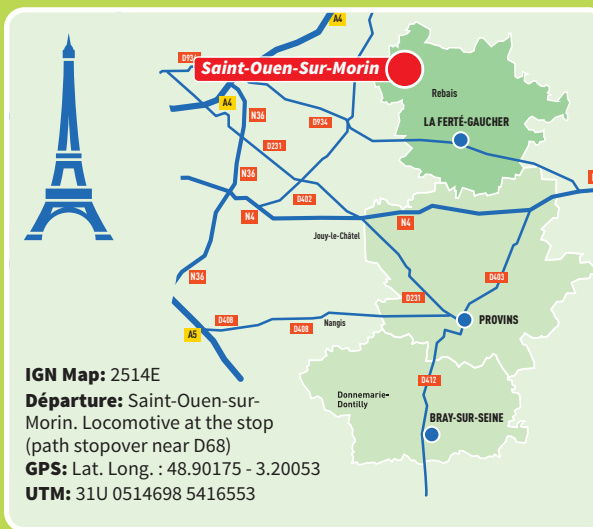 A4
D934
Saint-Ouen-Sur-Morin
Rebais
A4
N36
D934
LA FERTÉ-GAUCHER
D231
N36
D402
N4
N4
Jouy-le-Châtel
N36
D403
D231
D408
D408
Nangis
PROVINS
A5
D412
IGN Map: 2514E
Départure: Saint-Ouen-sur-
Morin. Locomotive at the stop
(path stopover near D68)
GPS: Lat. Long. : 48.90175 - 3.20053
UTM: 31U 0514698 5416553
Donnemarie-
Dontilly
BRAY-SUR-SEINE